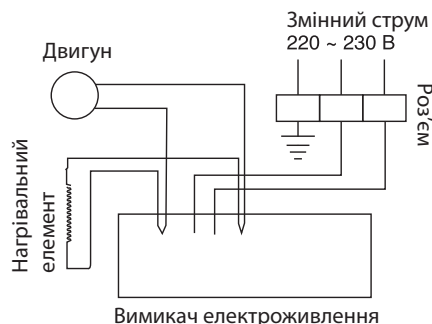 Змінний струм
220 ~ 230 В
Двигун
Роз’єм
Нагрівальний
елемент
Вимикач електроживлення